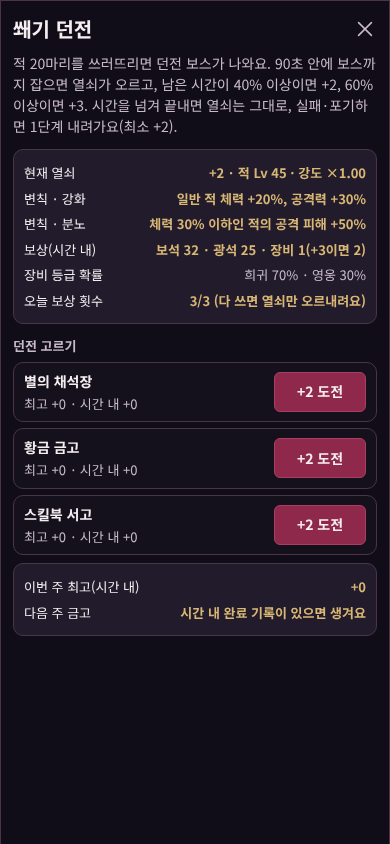 쐐기 던전
적 20마리를 쓰러뜨리면 던전 보스가 나와요. 90초 안에 보스까
지 잡으면 열쇠가 오르고, 남은 시간이 40% 이상이면 +2, 60%
이상이면 +3. 시간을 넘겨 끝내면 열쇠는 그대로, 실패·포기하
면 1단계 내려가요(최소 +2).
현재 열쇠 +2 · 적 Lv 45 · 강도 ×1.00
변칙 · 강화 일반 적 체력 +20%, 공격력 +30%
변칙 · 분노 체력 30% 이하인 적의 공격 피해 +50%
보상(시간 내) 보석 32 · 광석 25 · 장비 1(+3이면 2)
장비 등급 확률 희귀 70% · 영웅 30%
오늘 보상 횟수 3/3 (다 쓰면 열쇠만 오르내려요)
던전 고르기
별의 채석장
최고 +0 · 시간 내 +0
+2 도전
황금 금고
최고 +0 · 시간 내 +0
+2 도전
스킬북 서고
최고 +0 · 시간 내 +0
+2 도전
이번 주 최고(시간 내) +0
다음 주 금고 시간 내 완료 기록이 있으면 생겨요